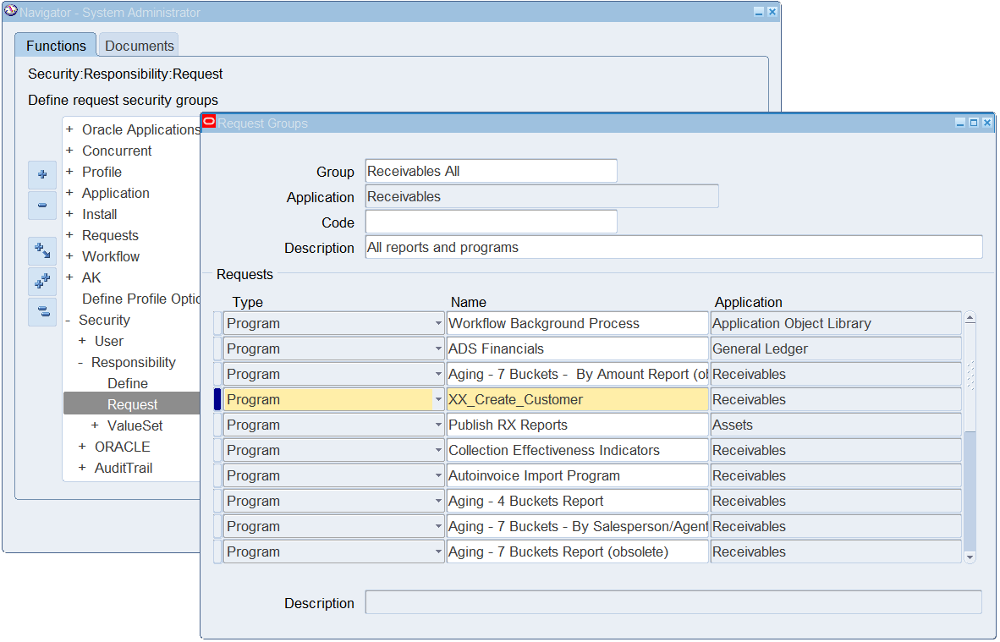 Navigator - System Administrator
Functions Documents
Security:Responsibility:Request
Define request security groups
+ Oracle Applications
+ Concurrent
+ Profile
+ Application
+ Install
+ Requests
+ Workflow
+ AK
Define Profile Optio
- Security
+ User
- Responsibility
Define
Request
+ ValueSet
+ ORACLE
+ AuditTrail
Request Groups
Group Receivables All
Application Receivables
Code
Description All reports and programs
Requests
Type Name Application
Program Workflow Background Process Application Object Library
Program ADS Financials General Ledger
Program Aging - 7 Buckets - By Amount Report (ob Receivables
Program XX_Create_Customer Receivables
Program Publish RX Reports Assets
Program Collection Effectiveness Indicators Receivables
Program Autoinvoice Import Program Receivables
Program Aging - 4 Buckets Report Receivables
Program Aging - 7 Buckets - By Salesperson/Agent Receivables
Program Aging - 7 Buckets Report (obsolete) Receivables
Description